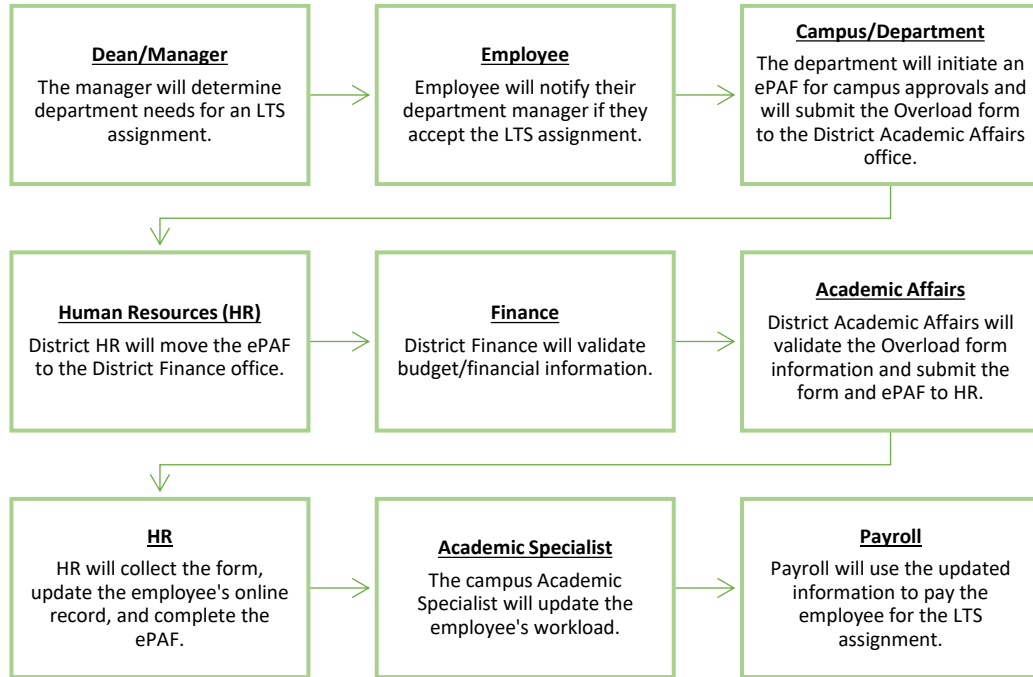 Dean/Manager
The manager will determine
department needs for an LTS
assignment.
Employee
Employee will notify their
department manager if they
accept the LTS assignment.
Campus/Department
The department will initiate an
ePAF for campus approvals and
will submit the Overload form
to the District Academic Affairs
office.
Human Resources (HR)
District HR will move the ePAF
to the District Finance office.
Finance
District Finance will validate
budget/financial information.
Academic Affairs
District Academic Affairs will
validate the Overload form
information and submit the
form and ePAF to HR.
HR
HR will collect the form,
update the employee's online
record, and complete the
ePAF.
Academic Specialist
The campus Academic
Specialist will update the
employee's workload.
Payroll
Payroll will use the updated
information to pay the
employee for the LTS
assignment.